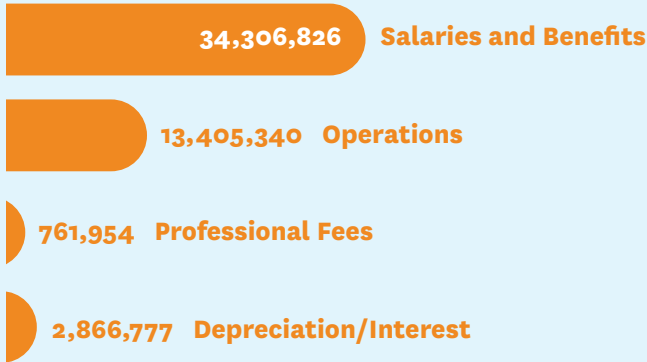 34,306,826 Salaries and Benefits
13,405,340 Operations
761,954 Professional Fees
2,866,777 Depreciation/Interest